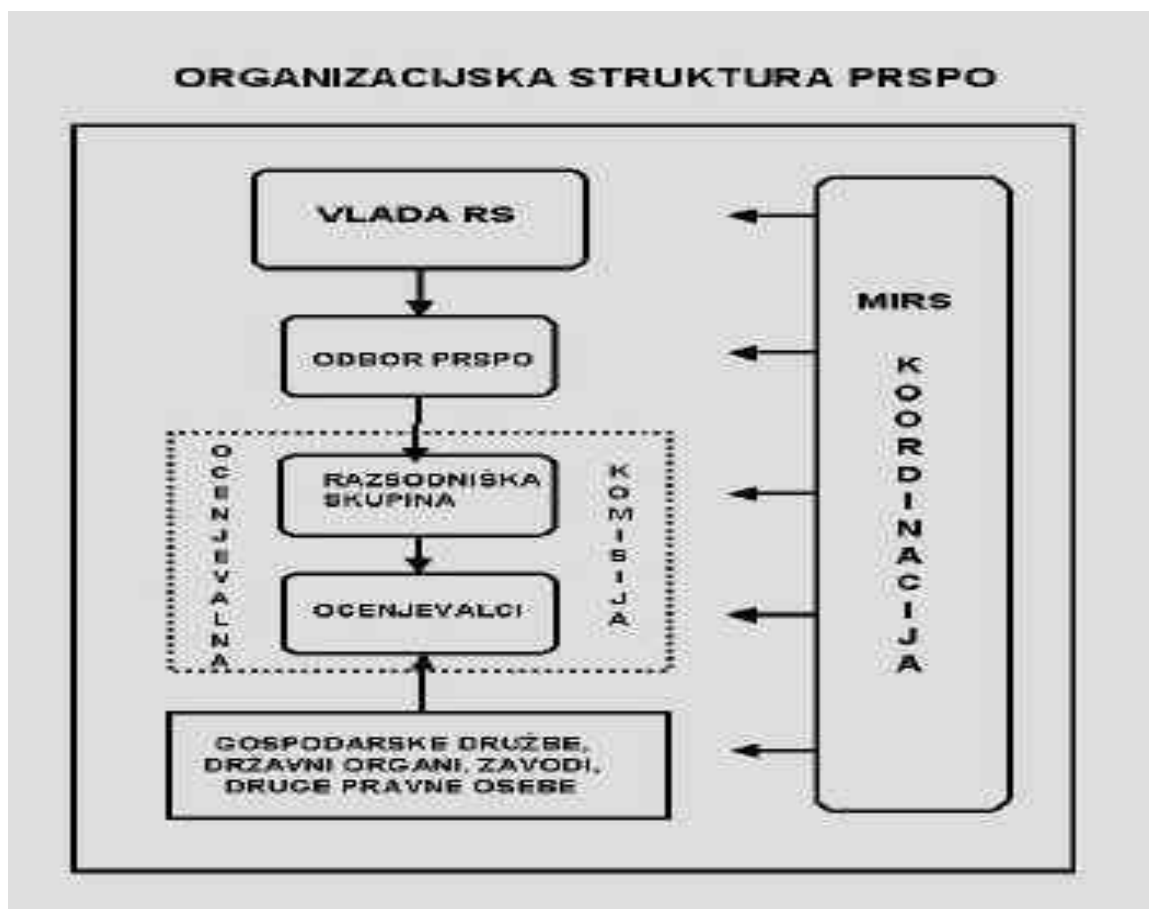 ORGANIZACIJSKA STRUKTURA PRSPO
VLADA RS
ODBOR PRSPO
OCENJEVALNA
RAZSODNIŠKA
SKUPINA
KOMISIJA
OCENJEVALCI
GOSPODARSKE DRUŽBE,
DRŽAVNI ORGANI, ZAVODI,
DRUGE PRAVNE OSEBE
MIRS
KOORDINACIJA